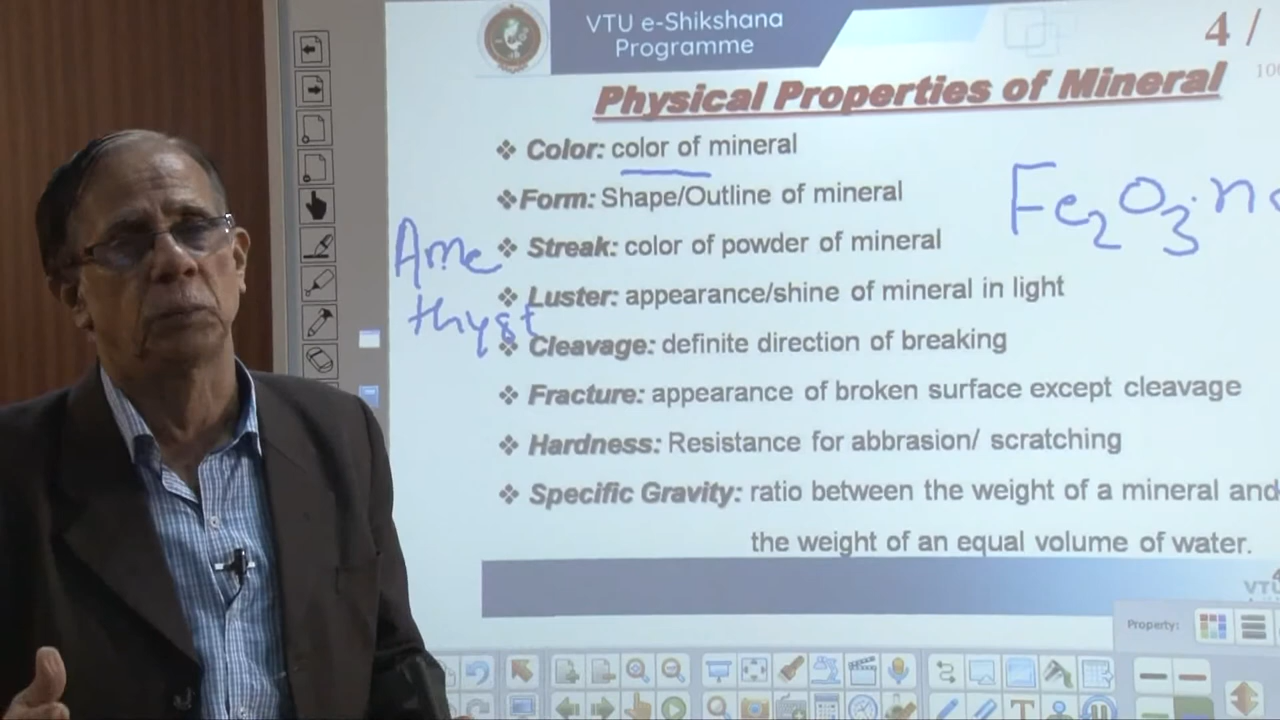 VTU e-Shikshana
Programme
4 /
Physical Properties of Mineral
❖ Color: color of mineral
❖ Form: Shape/Outline of mineral
Fe2O3.n
Ame
thyst
❖ Streak: color of powder of mineral
❖ Luster: appearance/shine of mineral in light
❖ Cleavage: definite direction of breaking
❖ Fracture: appearance of broken surface except cleavage
❖ Hardness: Resistance for abbrasion/ scratching
❖ Specific Gravity: ratio between the weight of a mineral and
the weight of an equal volume of water.
VTU
Property: